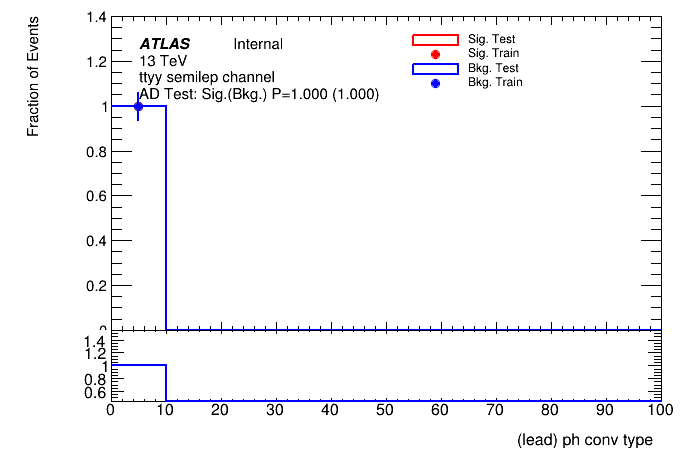 1.4
1.2
1
0.8
0.6
0.4
0.2
0
Fraction of Events
ATLAS Internal
13 TeV
ttyy semilep channel
AD Test: Sig.(Bkg.) P=1.000 (1.000)
Sig. Test
Sig. Train
Bkg. Test
Bkg. Train
1.4
1.2
1
0.8
0.6
0 10 20 30 40 50 60 70 80 90 100
(lead) ph conv type